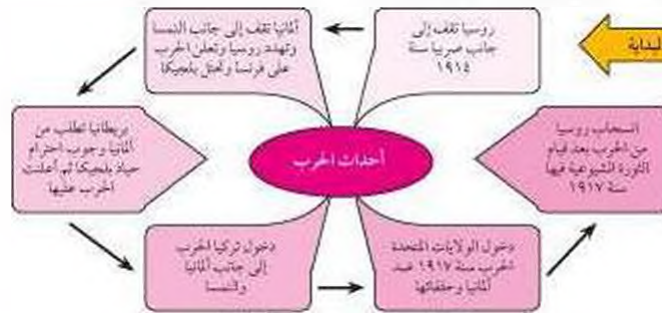 البداية
روسيا تقف إلى
جانب صربيا سنة
١٩١٤
ألمانيا تقف إلى جانب النمسا
وتهدد روسيا وتعلن الحرب
على فرنسا وتحتل بلجيكا
بريطانيا تطلب من
ألمانيا وجوب احترام
حياد بلجيكا ثم أعلنت
الحرب عليها
دخول تركيا الحرب
إلى جانب ألمانيا
والنمسا
دخول الولايات المتحدة
الحرب سنة ١٩١٧ ضد
ألمانيا وحلفائها
انسحاب روسيا
من الحرب بعد قيام
الثورة الشيوعية فيها
سنة ١٩١٧
أحداث الحرب